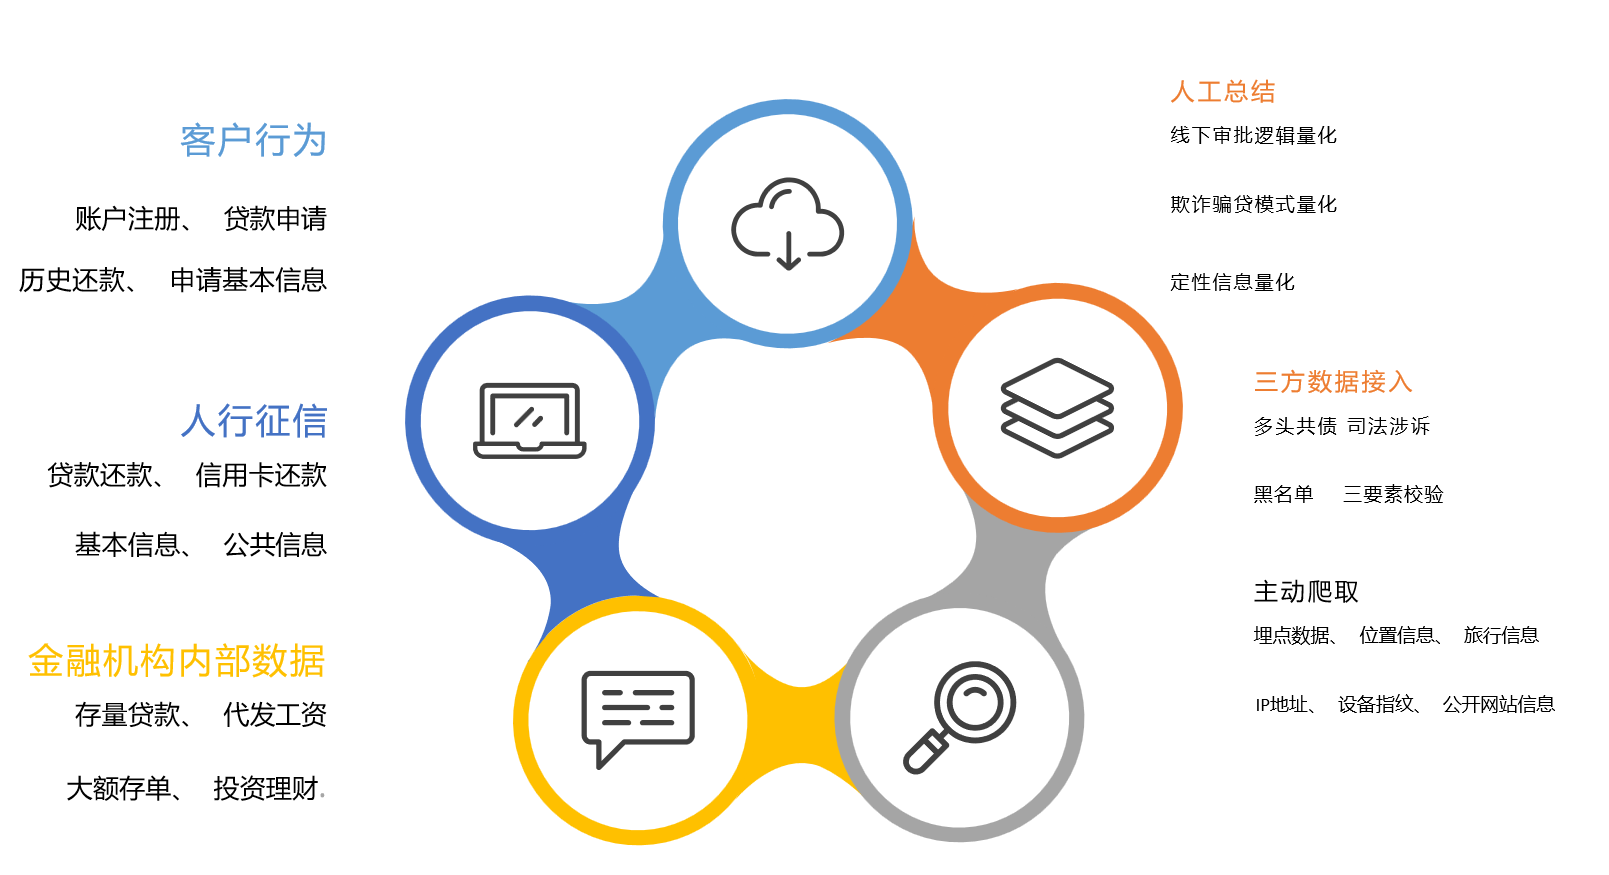 客户行为
账户注册、 贷款申请
历史还款、 申请基本信息
人行征信
贷款还款、 信用卡还款
基本信息、 公共信息
金融机构内部数据
存量贷款、 代发工资
大额存单、 投资理财.
人工总结
线下审批逻辑量化
欺诈骗贷模式量化
定性信息量化
三方数据接入
多头共债 司法涉诉
黑名单 三要素校验
主动爬取
埋点数据、 位置信息、 旅行信息
IP地址、 设备指纹、 公开网站信息